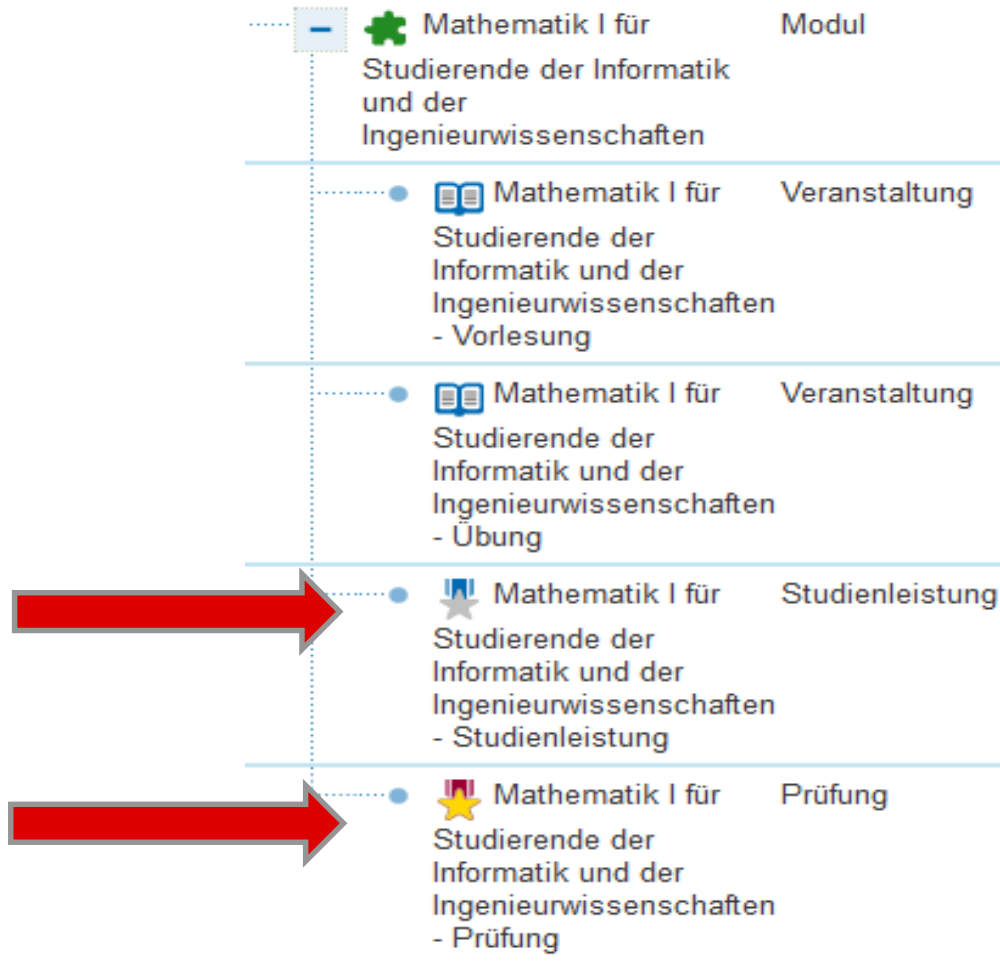 Mathematik I für Modul
Studierende der Informatik
und der
Ingenieurwissenschaften
Mathematik I für Veranstaltung
Studierende der
Informatik und der
Ingenieurwissenschaften
- Vorlesung
Mathematik I für Veranstaltung
Studierende der
Informatik und der
Ingenieurwissenschaften
- Übung
Mathematik I für Studienleistung
Studierende der
Informatik und der
Ingenieurwissenschaften
- Studienleistung
Mathematik I für Prüfung
Studierende der
Informatik und der
Ingenieurwissenschaften
- Prüfung